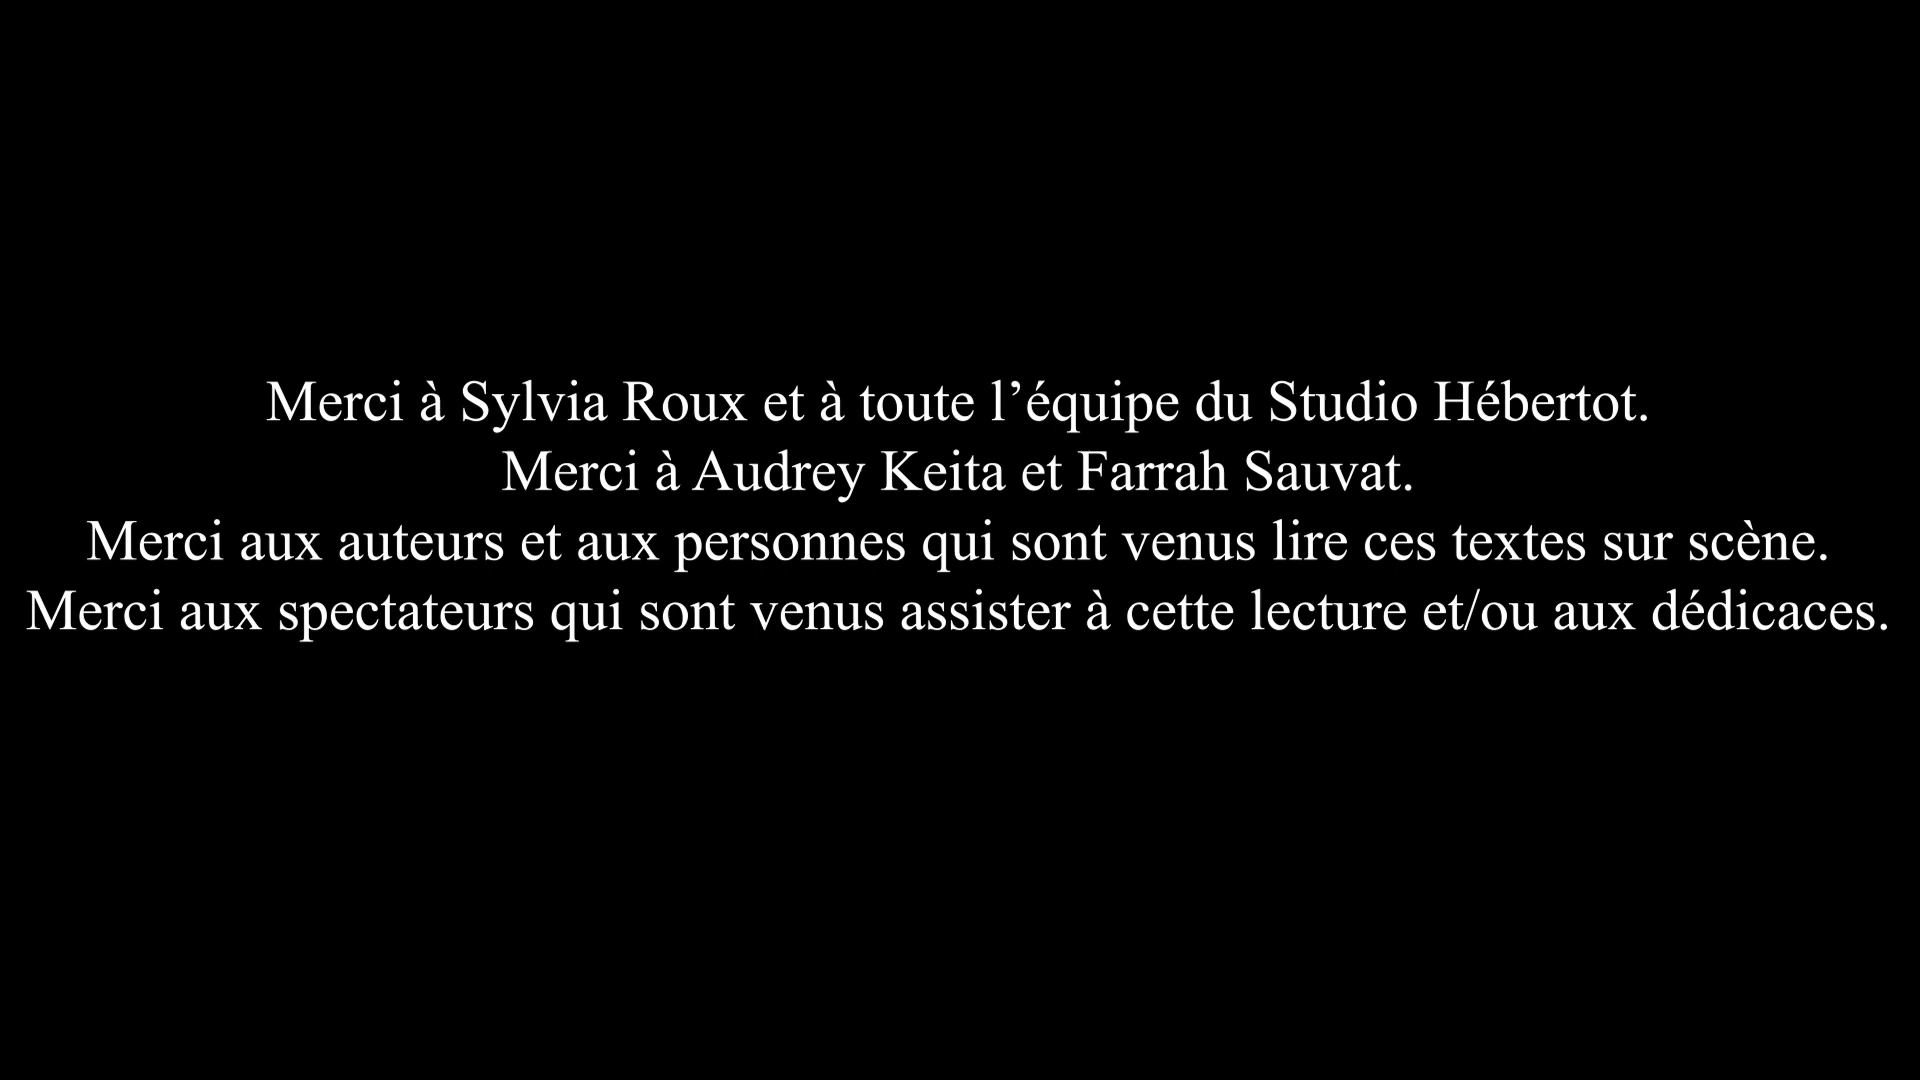 Merci à Sylvia Roux et à toute l’équipe du Studio Hébertot.
Merci à Audrey Keita et Farrah Sauvat.
Merci aux auteurs et aux personnes qui sont venus lire ces textes sur scène.
Merci aux spectateurs qui sont venus assister à cette lecture et/ou aux dédicaces.